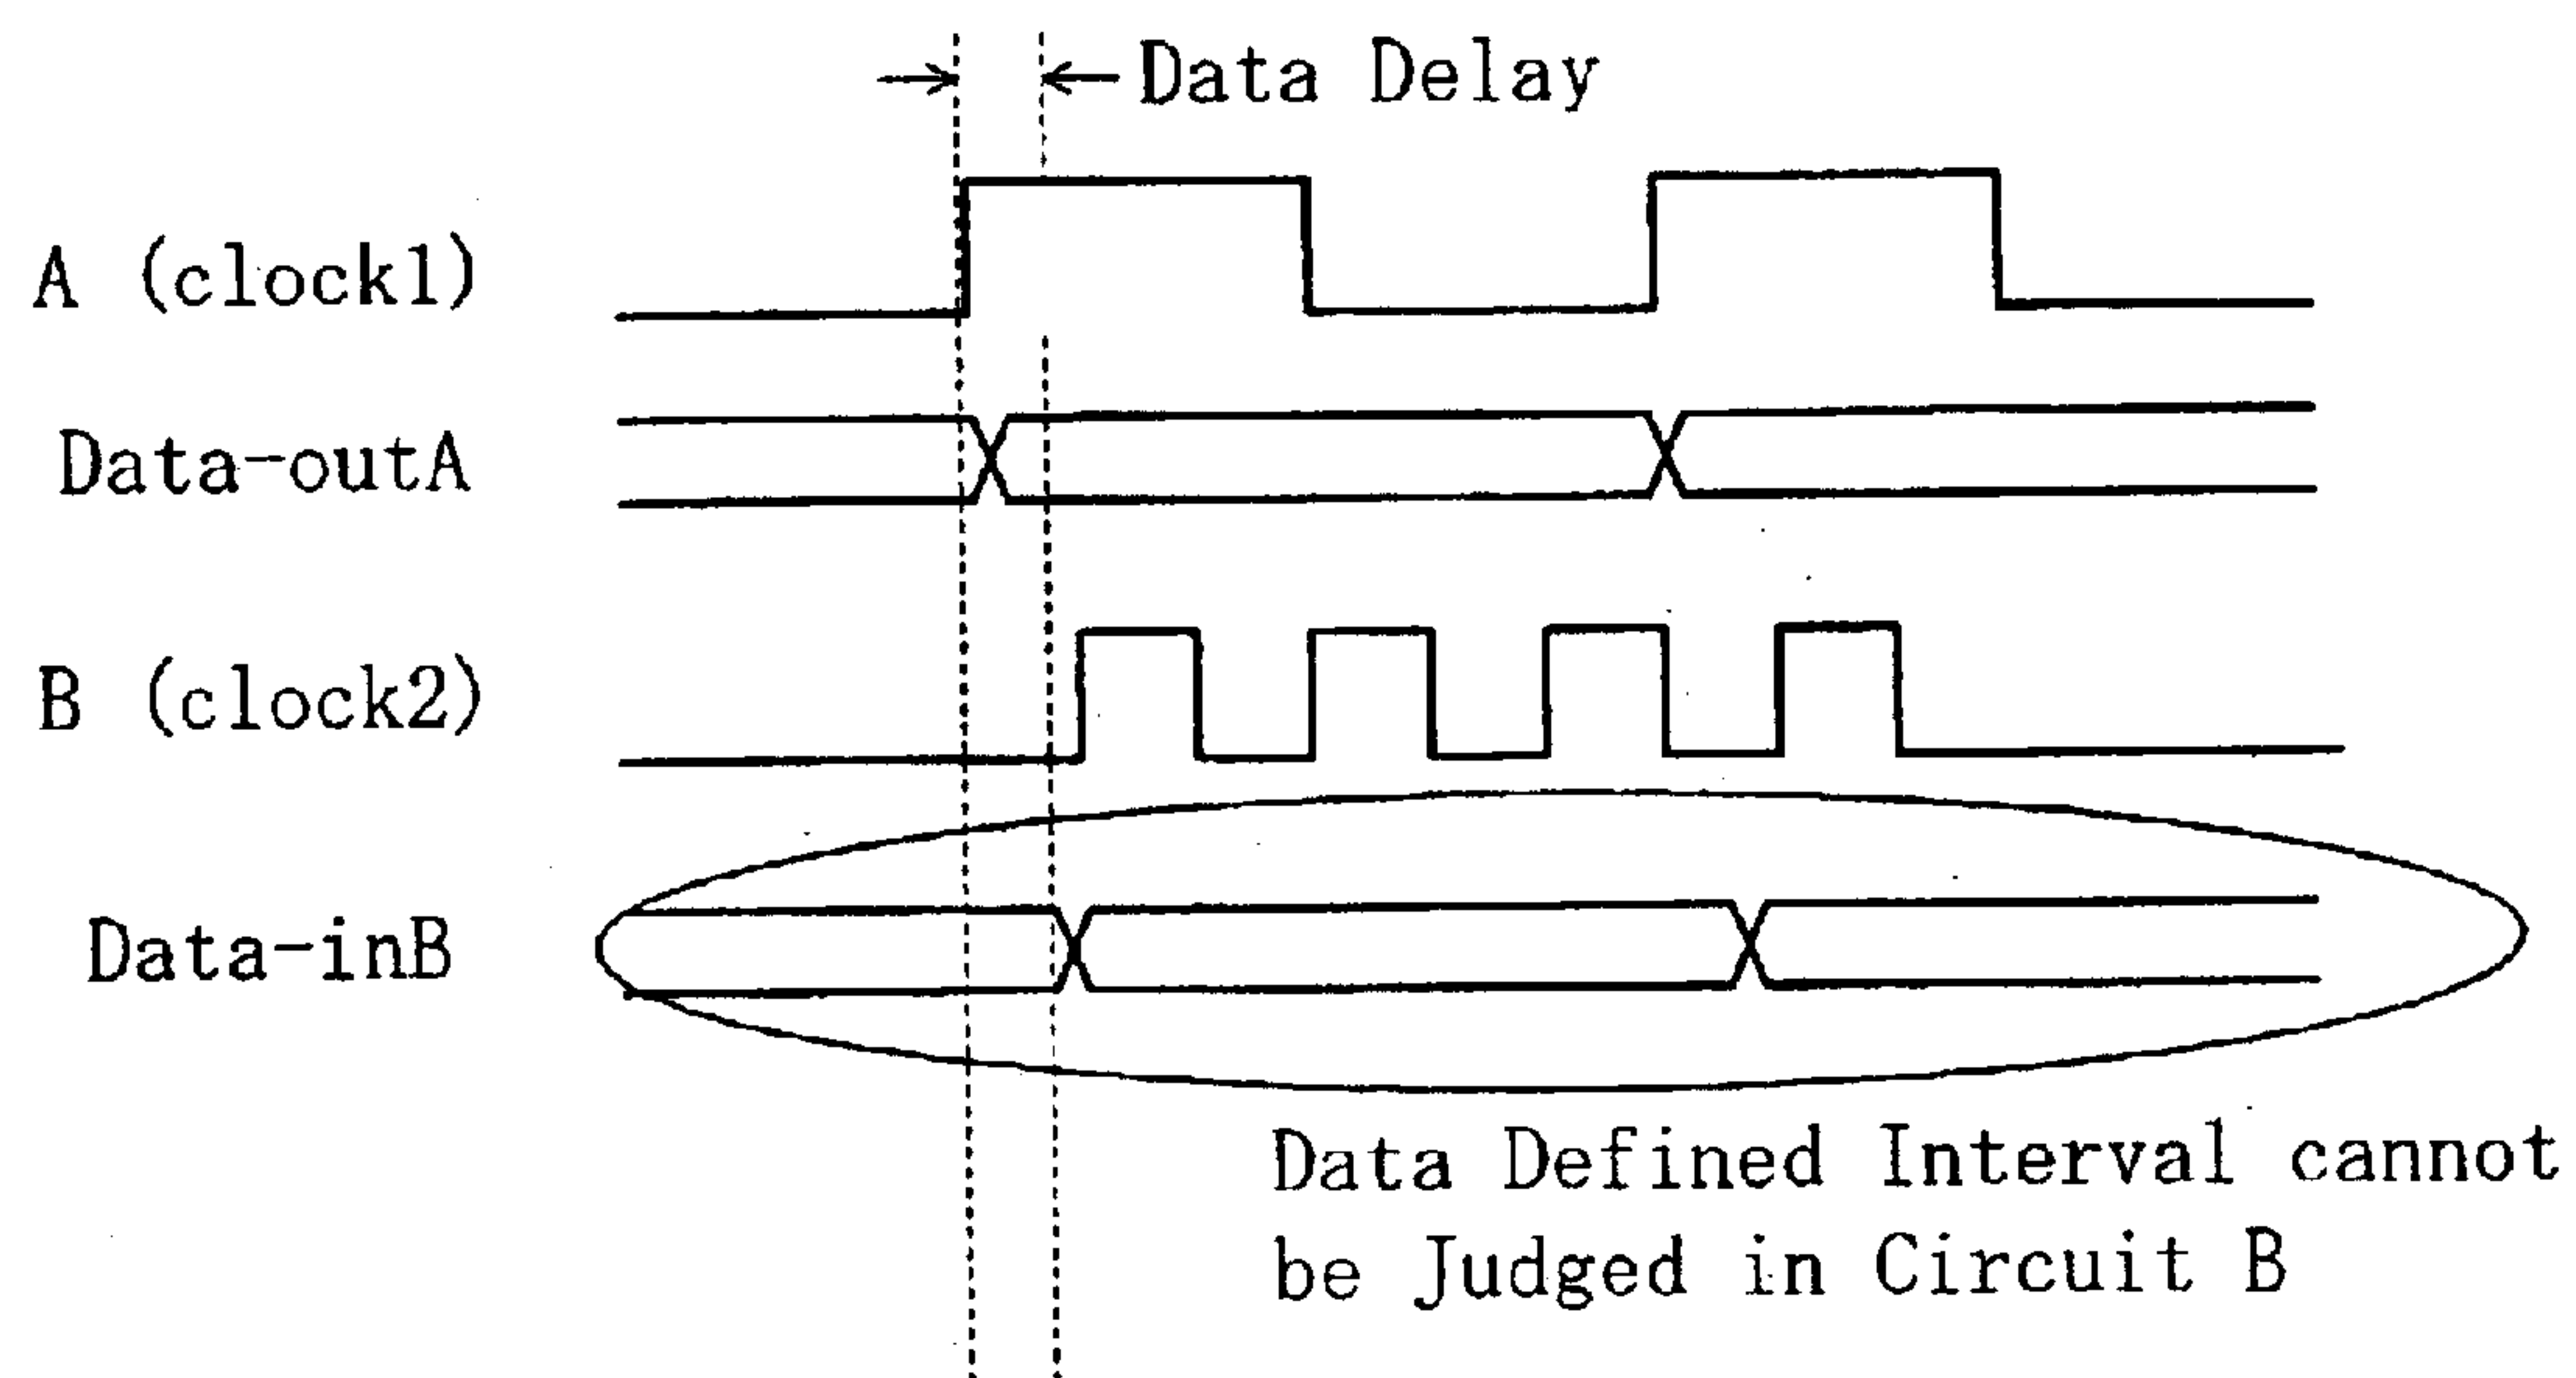 Data Delay
A (clock1)
Data-outA
B (clock2)
Data-inB
Data Defined Interval cannot
be Judged in Circuit B